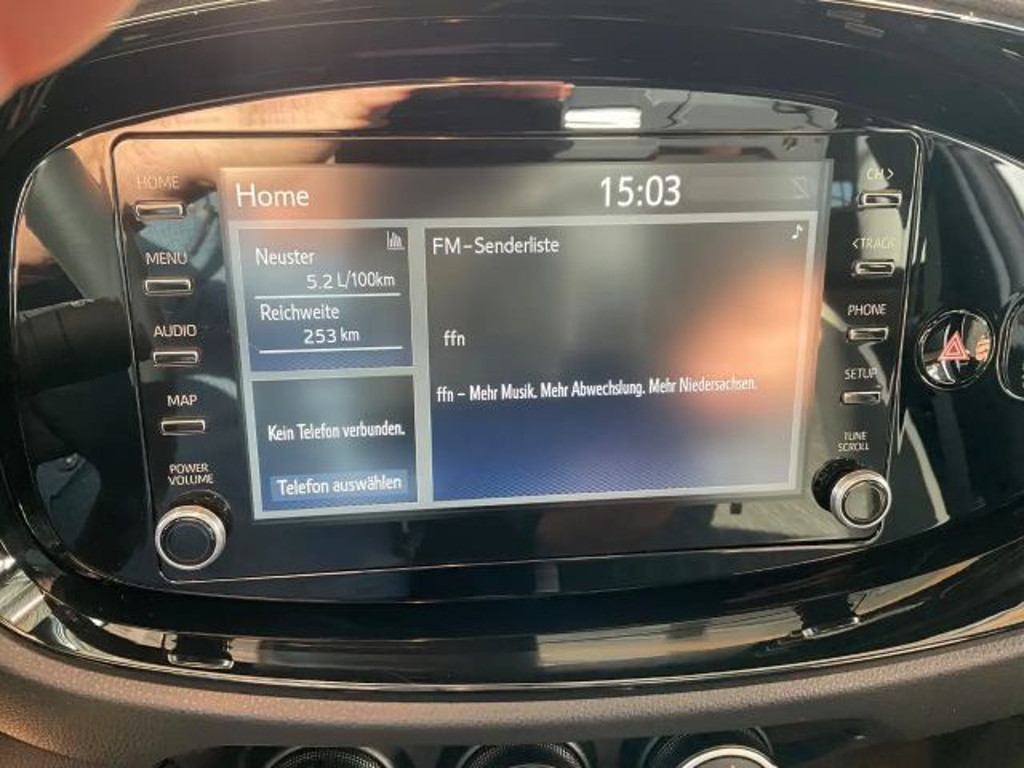 HOME
MENU
AUDIO
MAP
POWER
VOLUME
Home
15:03
Neuster
5.2 L/100km
Reichweite
253 km
Kein Telefon verbunden.
Telefon auswählen
FM-Senderliste
ffn
ffn – Mehr Musik. Mehr Abwechslung. Mehr Niedersachsen.
CH >
< TRACK
PHONE
SETUP
TUNE
SCROLL